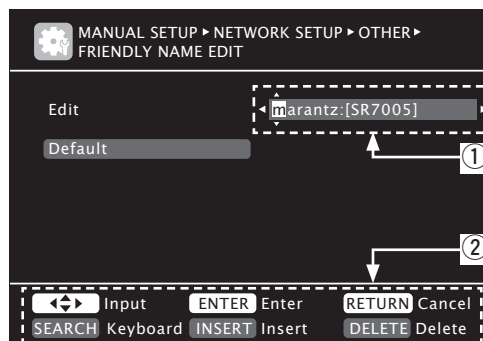 MANUAL SETUP ▸ NETWORK SETUP ▸ OTHER ▸
FRIENDLY NAME EDIT
Edit
marantz:[SR7005]
Default
①
②
Input ENTER Enter RETURN Cancel
SEARCH Keyboard INSERT Insert DELETE Delete